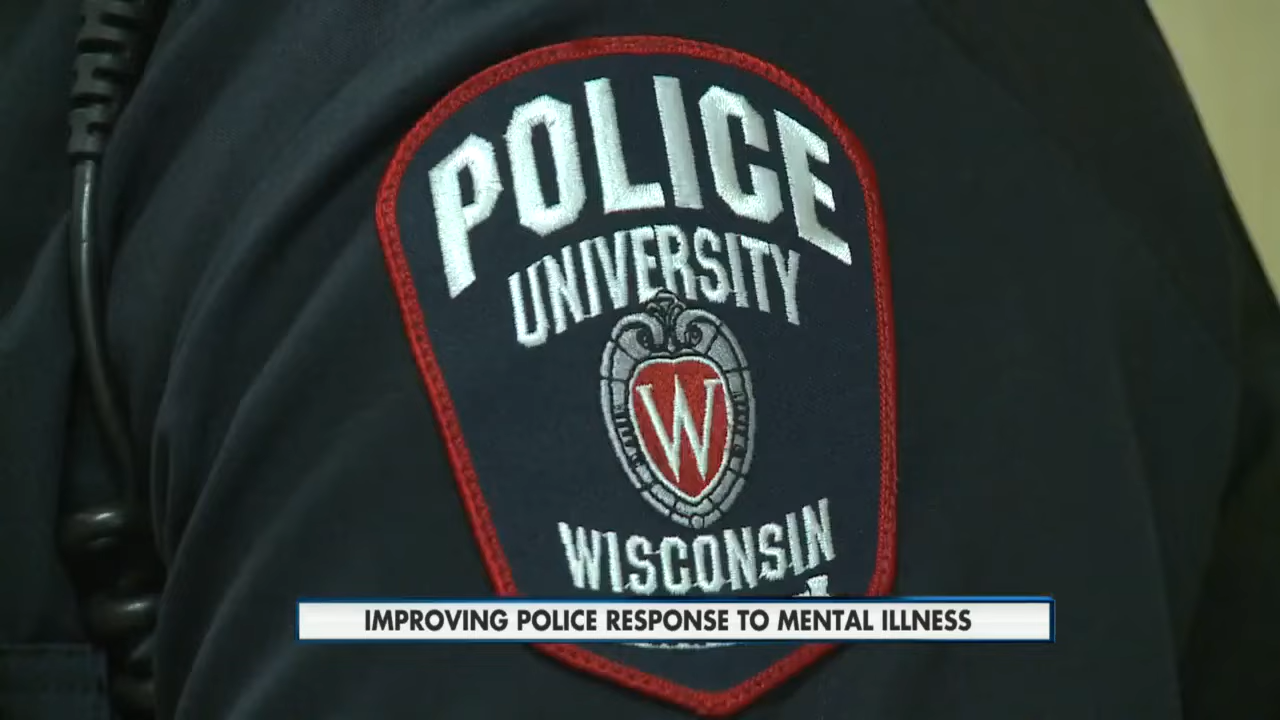 POLICE
UNIVERSITY
W
WISCONSIN
IMPROVING POLICE RESPONSE TO MENTAL ILLNESS